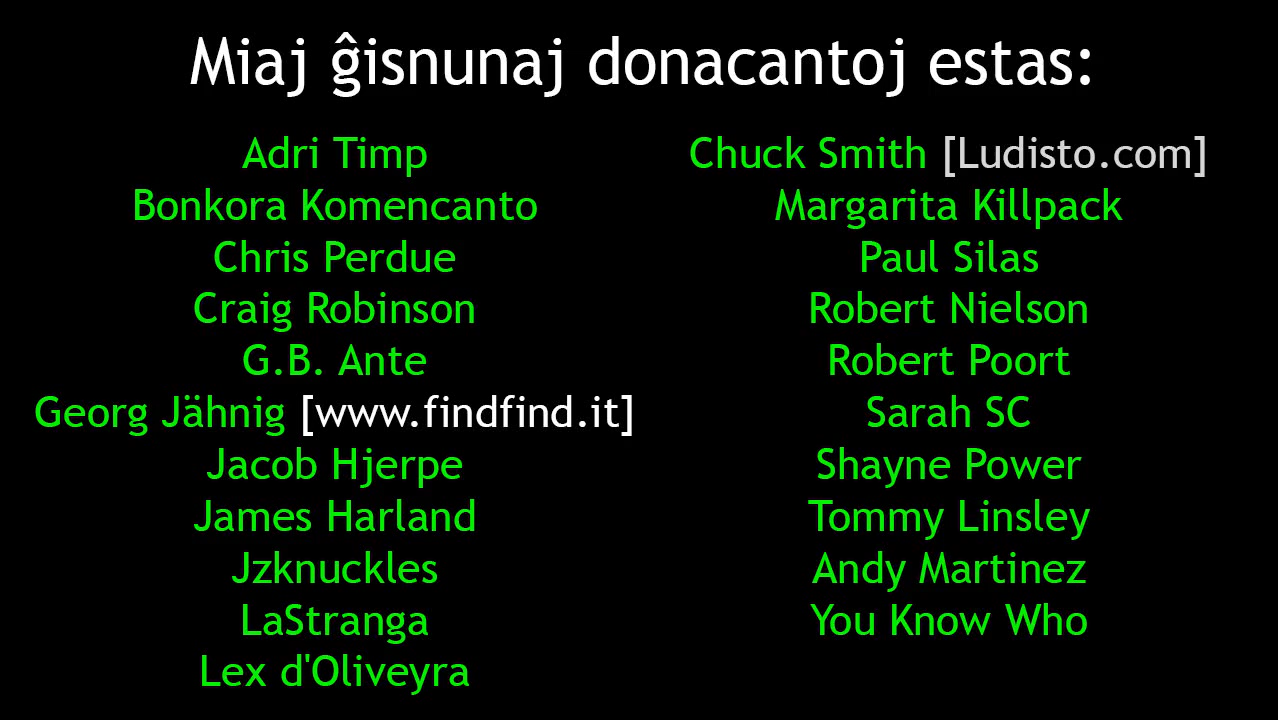 Miaj ĝisnunaj donacantoj estas:
Adri Timp
Bonkora Komencanto
Chris Perdue
Craig Robinson
G.B. Ante
Georg Jähnig [www.findfind.it]
Jacob Hjerpe
James Harland
Jzknuckles
LaStranga
Lex d'Oliveyra
Chuck Smith [Ludisto.com]
Margarita Killpack
Paul Silas
Robert Nielson
Robert Poort
Sarah SC
Shayne Power
Tommy Linsley
Andy Martinez
You Know Who